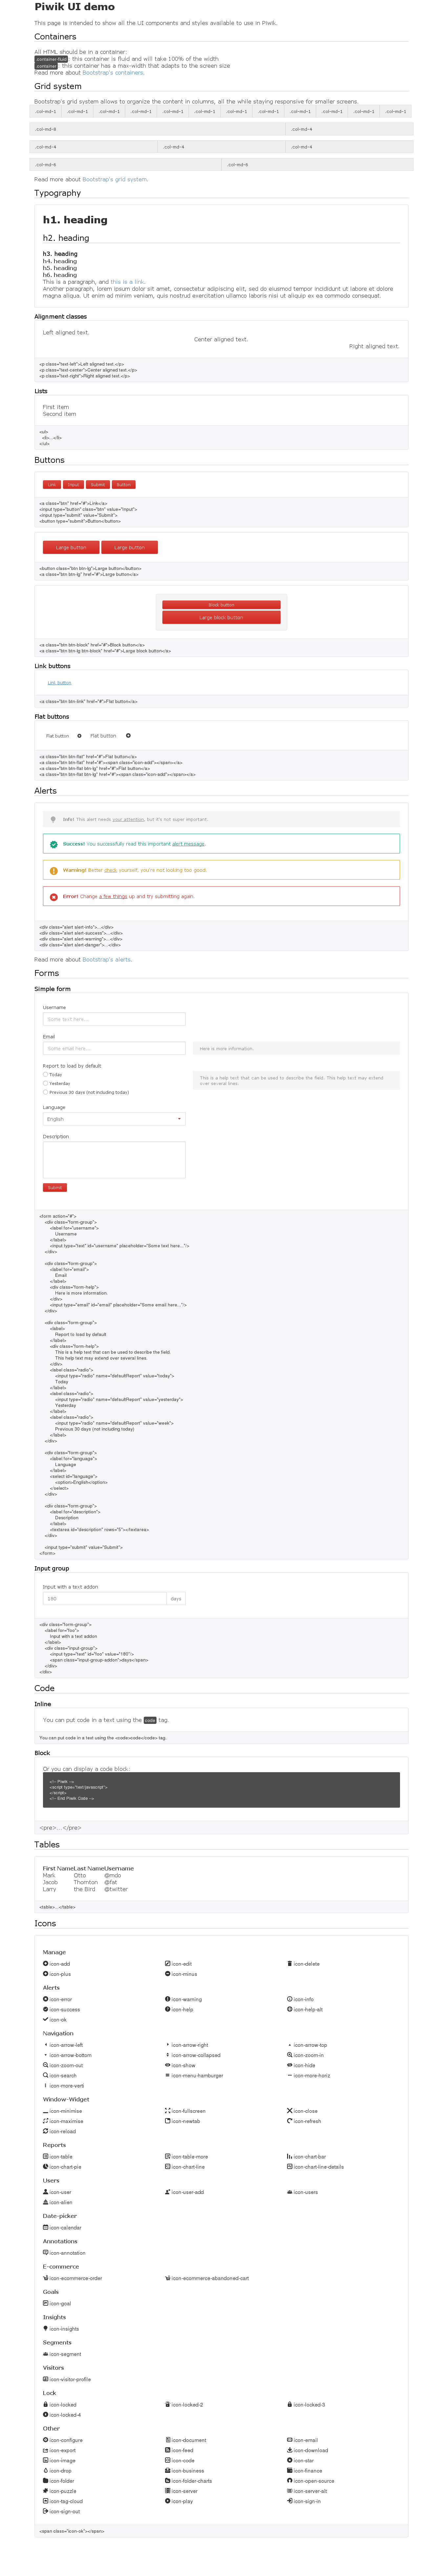 Piwik UI demo
This page is intended to show all the UI components and styles available to use in Piwik.
Containers
All HTML should be in a container:
.container-fluid : this container is fluid and will take 100% of the width
.container : this container has a max-width that adapts to the screen size
Read more about Bootstrap's containers.
Grid system
Bootstrap's grid system allows to organize the content in columns, all the while staying responsive for smaller screens.
.col-md-1 .col-md-1 .col-md-1 .col-md-1 .col-md-1 .col-md-1 .col-md-1 .col-md-1 .col-md-1 .col-md-1 .col-md-1 .col-md-1
.col-md-8 .col-md-4
.col-md-4 .col-md-4 .col-md-4
.col-md-6 .col-md-6
Read more about Bootstrap's grid system.
Typography
h1. heading
h2. heading
h3. heading
h4. heading
h5. heading
h6. heading
This is a paragraph, and this is a link.
Another paragraph, lorem ipsum dolor sit amet, consectetur adipiscing elit, sed do eiusmod tempor incididunt ut labore et dolore
magna aliqua. Ut enim ad minim veniam, quis nostrud exercitation ullamco laboris nisi ut aliquip ex ea commodo consequat.
Alignment classes
Left aligned text.
Center aligned text.
Right aligned text.
<p class="text-left">Left aligned text.</p>
<p class="text-center">Center aligned text.</p>
<p class="text-right">Right aligned text.</p>
Lists
First item
Second item
<ul>
<li>...</li>
</ul>
Buttons
Link Input Submit Button
<a class="btn" href="#">Link</a>
<input type="button" class="btn" value="Input">
<input type="submit" value="Submit">
<button type="submit">Button</button>
Large button Large button
<button class="btn btn-lg">Large button</button>
<a class="btn btn-lg" href="#">Large button</a>
Block button
Large block button
<a class="btn btn-block" href="#">Block button</a>
<a class="btn btn-lg btn-block" href="#">Large block button</a>
Link buttons
Link button
<a class="btn btn-link" href="#">Flat button</a>
Flat buttons
Flat button Flat button
<a class="btn btn-flat" href="#">Flat button</a>
<a class="btn btn-flat" href="#"><span class="icon-add"></span></a>
<a class="btn btn-flat btn-lg" href="#">Flat button</a>
<a class="btn btn-flat btn-lg" href="#"><span class="icon-add"></span></a>
Alerts
Info! This alert needs your attention, but it's not super important.
Success! You successfully read this important alert message.
Warning! Better check yourself, you're not looking too good.
Error! Change a few things up and try submitting again.
<div class="alert alert-info">...</div>
<div class="alert alert-success">...</div>
<div class="alert alert-warning">...</div>
<div class="alert alert-danger">...</div>
Read more about Bootstrap's alerts.
Forms
Simple form
Username
Some text here...
Email
Some email here...
Here is more information.
Report to load by default
This is a help text that can be used to describe the field. This help text may extend
over several lines.
Today
Yesterday
Previous 30 days (not including today)
Language
English
Description
Submit
<form action="#">
<div class="form-group">
<label for="username">
Username
</label>
<input type="text" id="username" placeholder="Some text here..."/>
</div>
<div class="form-group">
<label for="email">
Email
</label>
<div class="form-help">
Here is more information.
</div>
<input type="email" id="email" placeholder="Some email here..."/>
</div>
<div class="form-group">
<label>
Report to load by default
</label>
<div class="form-help">
This is a help text that can be used to describe the field.
This help text may extend over several lines.
</div>
<label class="radio">
<input type="radio" name="defaultReport" value="today">
Today
</label>
<label class="radio">
<input type="radio" name="defaultReport" value="yesterday">
Yesterday
</label>
<label class="radio">
<input type="radio" name="defaultReport" value="week">
Previous 30 days (not including today)
</label>
</div>
<div class="form-group">
<label for="language">
Language
</label>
<select id="language">
<option>English</option>
</select>
</div>
<div class="form-group">
<label for="description">
Description
</label>
<textarea id="description" rows="5"></textarea>
</div>
<input type="submit" value="Submit">
</form>
Input group
Input with a text addon
190 days
<div class="form-group">
<label for="foo">
Input with a text addon
</label>
<div class="input-group">
<input type="text" id="foo" value="190"/>
<span class="input-group-addon">days</span>
</div>
</div>
Code
Inline
You can put code in a text using the code tag.
You can put code in a text using the <code>code</code> tag.
Block
Or you can display a code block:
<!-- Piwik -->
<script type="text/javascript">
</script>
<!-- End Piwik Code -->
<pre>...</pre>
Tables
First Name Last Name Username
Mark Otto @mdo
Jacob Thornton @fat
Larry the Bird @twitter
<table>...</table>
Icons
Manage
icon-add icon-edit icon-delete
icon-plus icon-minus
Alerts
icon-error icon-warning icon-info
icon-success icon-help icon-help-alt
icon-ok
Navigation
icon-arrow-left icon-arrow-right icon-arrow-top
icon-arrow-bottom icon-arrow-collapsed icon-zoom-in
icon-zoom-out icon-show icon-hide
icon-search icon-menu-hamburger icon-more-horiz
icon-more-verti
Window-Widget
icon-minimise icon-fullscreen icon-close
icon-maximise icon-newtab icon-refresh
icon-reload
Reports
icon-table icon-table-more icon-chart-bar
icon-chart-pie icon-chart-line icon-chart-line-details
Users
icon-user icon-user-add icon-users
icon-alien
Date-picker
icon-calendar
Annotations
icon-annotation
E-commerce
icon-ecommerce-order icon-ecommerce-abandoned-cart
Goals
icon-goal
Insights
icon-insights
Segments
icon-segment
Visitors
icon-visitor-profile
Lock
icon-locked icon-locked-2 icon-locked-3
icon-locked-4
Other
icon-configure icon-document icon-email
icon-export icon-feed icon-download
icon-image icon-code icon-star
icon-drop icon-business icon-finance
icon-folder icon-folder-charts icon-open-source
icon-puzzle icon-server icon-server-alt
icon-tag-cloud icon-play icon-sign-in
icon-sign-out
<span class="icon-ok"></span>